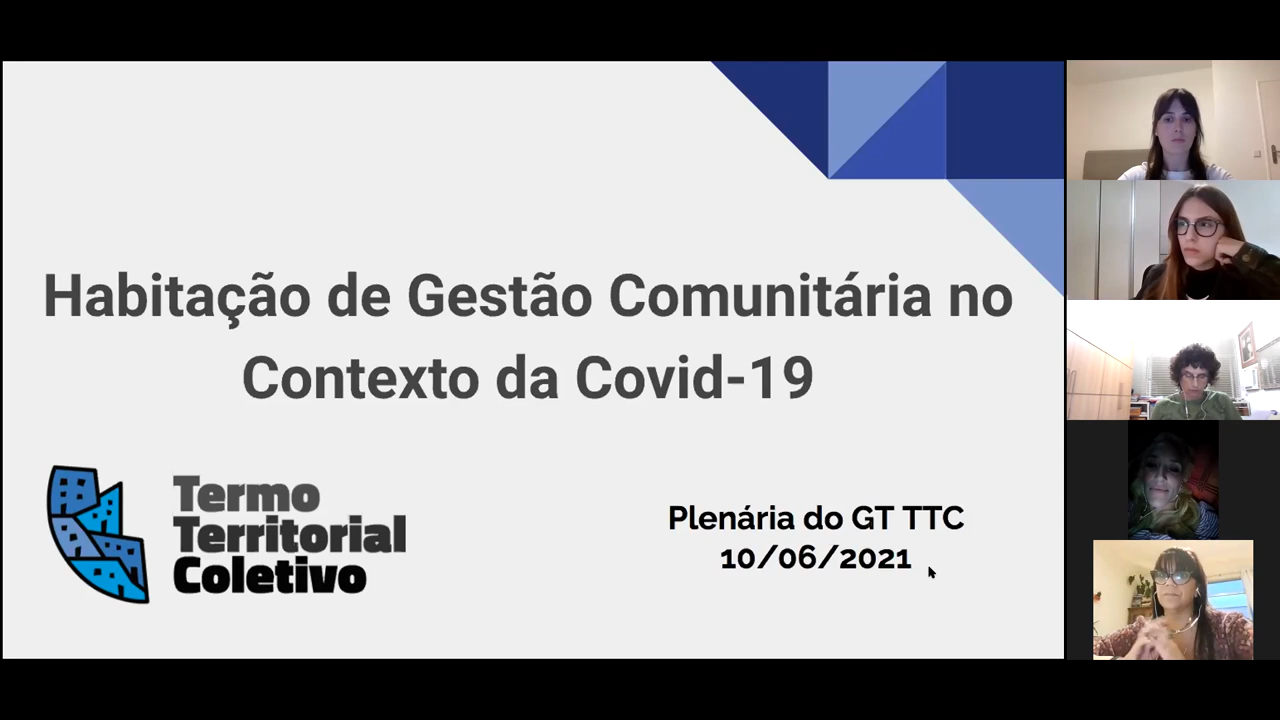 Habitação de Gestão Comunitária no
Contexto da Covid-19
Termo
Territorial
Coletivo
Plenária do GT TTC
10/06/2021